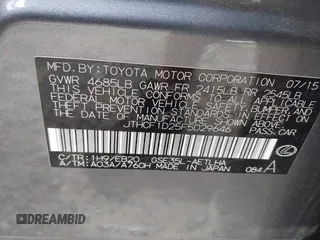 MFD.BY: TOYOTA MOTOR CORPORATION 07/15
GVWR 4685LB GAWR FR 2415LB RR 2545LB
THIS VEHICLE CONFORMS TO ALL APPLICABLE
FEDERAL MOTOR VEHICLE SAFETY, BUMPER, AND
THEFT PREVENTION STANDARDS IN EFFECT ON THE
DATE OF MANUFACTURE SHOWN ABOVE.
JTHCF1D25F5029646 PASS.CAR
C/TR: 1H9/EB20 GSE35L-AETLHA
A/TM: A03A/A760H MADE IN JAPAN 084A
DREAMBID